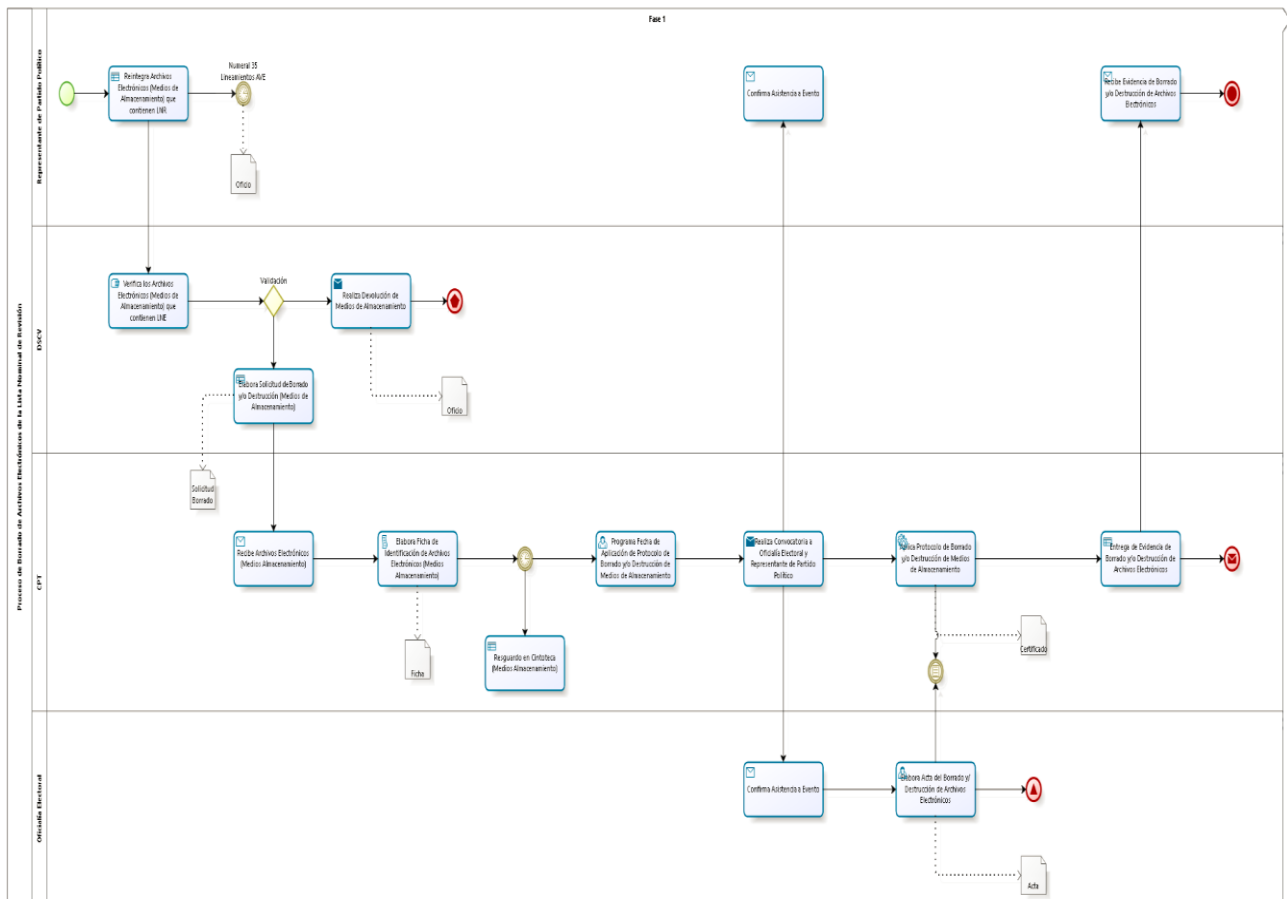 Fase 1
Proceso de Borrado de Archivos Electrónicos de la Lista Nominal de Revisión
Representante de Partido Político
Reintegra Archivos
Electrónicos (Medios de
Almacenamiento) que
contienen LNR
Numeral 35
Lineamientos AVE
Oficio
Confirma Asistencia a Evento
Recibe Evidencia de Borrado
y/o Destrucción de Archivos
Electrónicos
DSCV
Verifica los Archivos
Electrónicos (Medios de
Almacenamiento) que
contienen LNE
Validación
Realiza Devolución de
Medios de Almacenamiento
Oficio
Elabora Solicitud de Borrado
y/o Destrucción (Medios de
Almacenamiento)
Solicitud
Borrado
CPT
Recibe Archivos Electrónicos
(Medios Almacenamiento)
Elabora Ficha de
Identificación de Archivos
Electrónicos (Medios
Almacenamiento)
Ficha
Resguardo en Cintoteca
(Medios Almacenamiento)
Programa Fecha de
Aplicación de Protocolo de
Borrado y/o Destrucción de
Medios de Almacenamiento
Realiza Convocatoria a
Oficialía Electoral y
Representante de Partido
Político
Aplica Protocolo de Borrado
y/o Destrucción de Medios
de Almacenamiento
Certificado
Entrega de Evidencia de
Borrado y/o Destrucción de
Archivos Electrónicos
Oficialía Electoral
Confirma Asistencia a Evento
Elabora Acta del Borrado y/
Destrucción de Archivos
Electrónicos
Acta